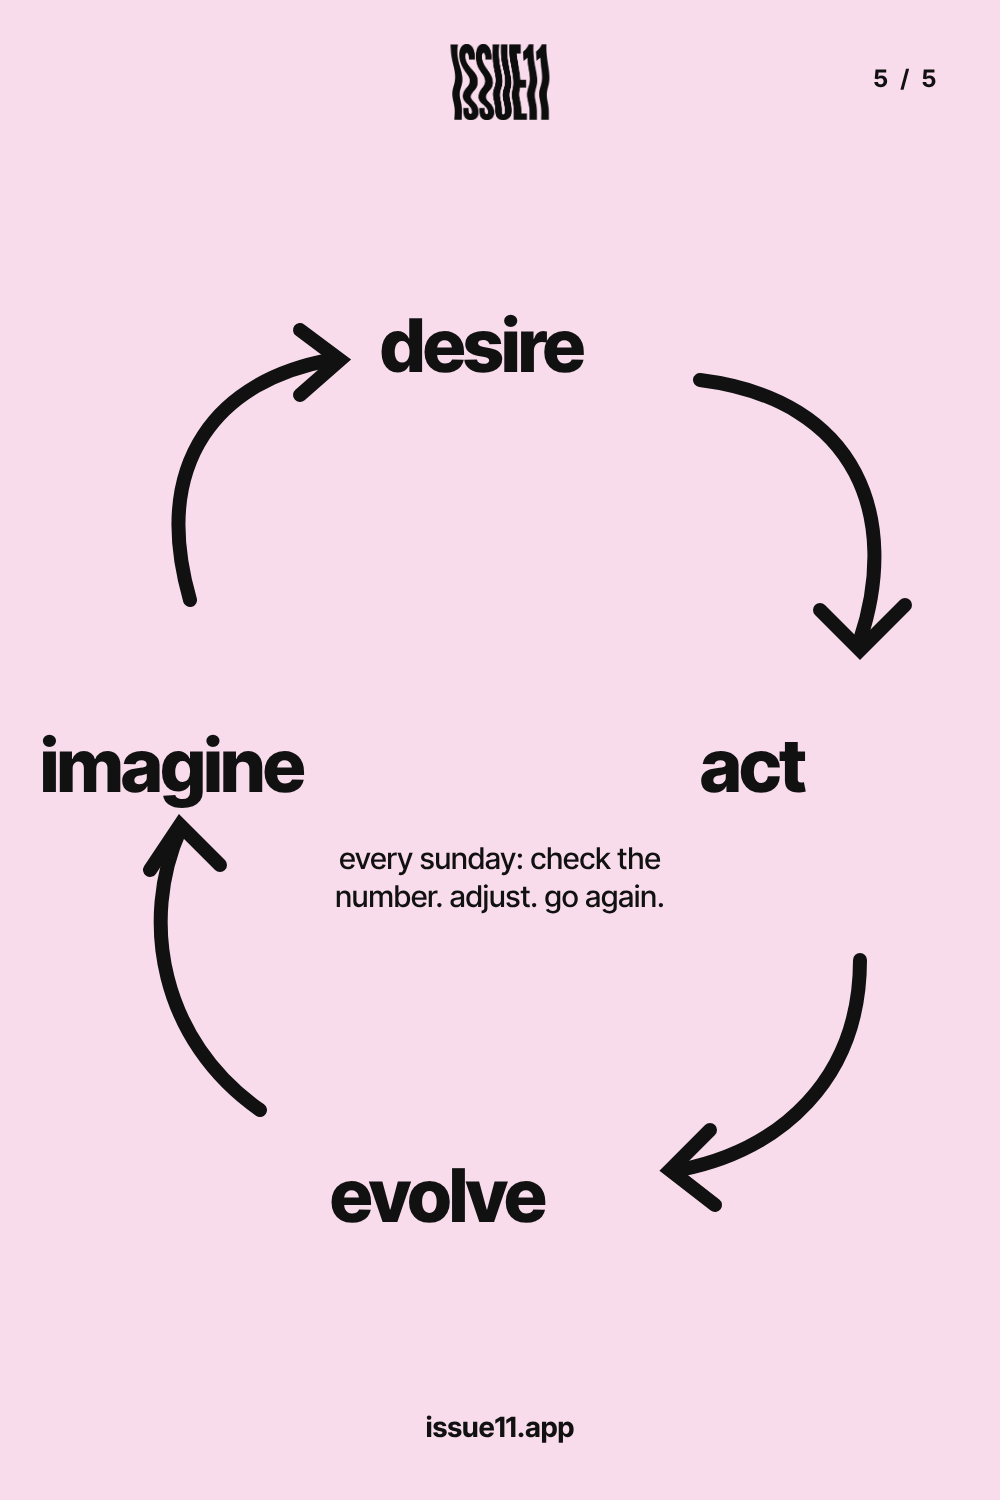 ISSUE11
5 / 5
desire
imagine
act
every sunday: check the
number. adjust. go again.
evolve
issue11.app